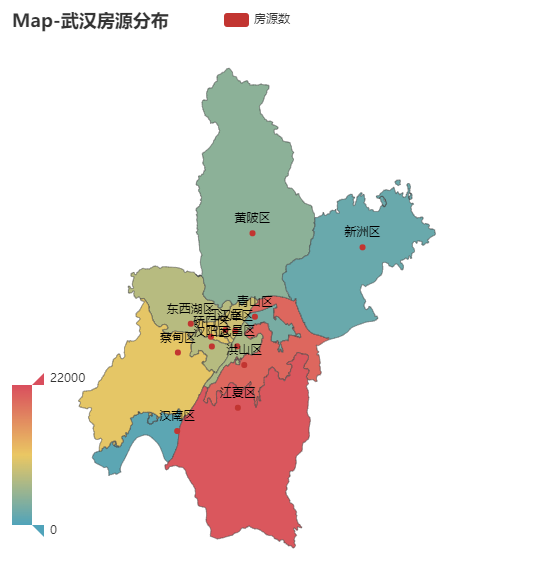 Map-武汉房源分布
房源数
黄陂区
新洲区
青山区
东西湖区
江岸区
江汉区
硚口区
汉阳区
武昌区
蔡甸区
洪山区
22000
江夏区
汉南区
0